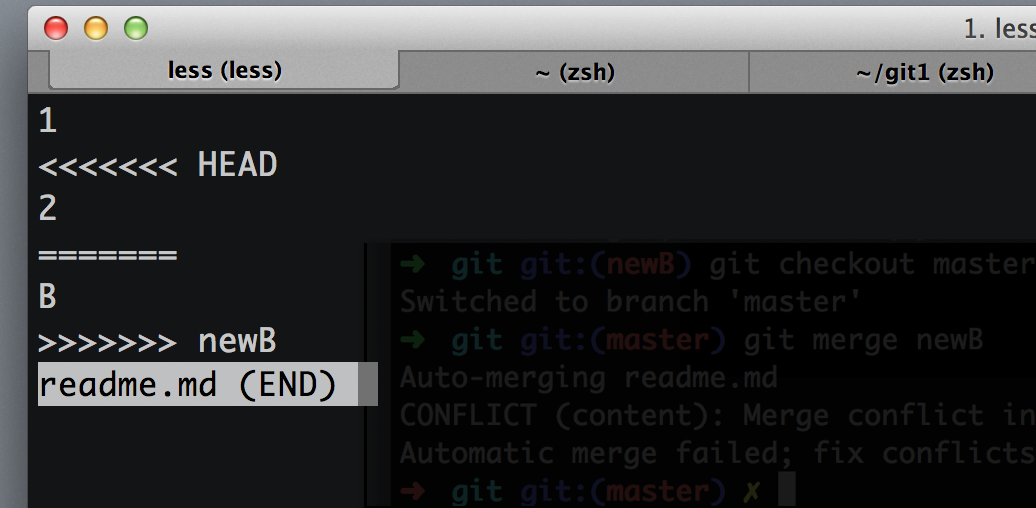 1. less
less (less)
~ (zsh)
~/git1 (zsh)
1
<<<<<<< HEAD
2
=======
B
>>>>>>> newB
readme.md (END)
➜ git git:(newB) git checkout master
Switched to branch 'master'
➜ git git:(master) git merge newB
Auto-merging readme.md
CONFLICT (content): Merge conflict in
Automatic merge failed; fix conflicts
➜ git git:(master) ✗